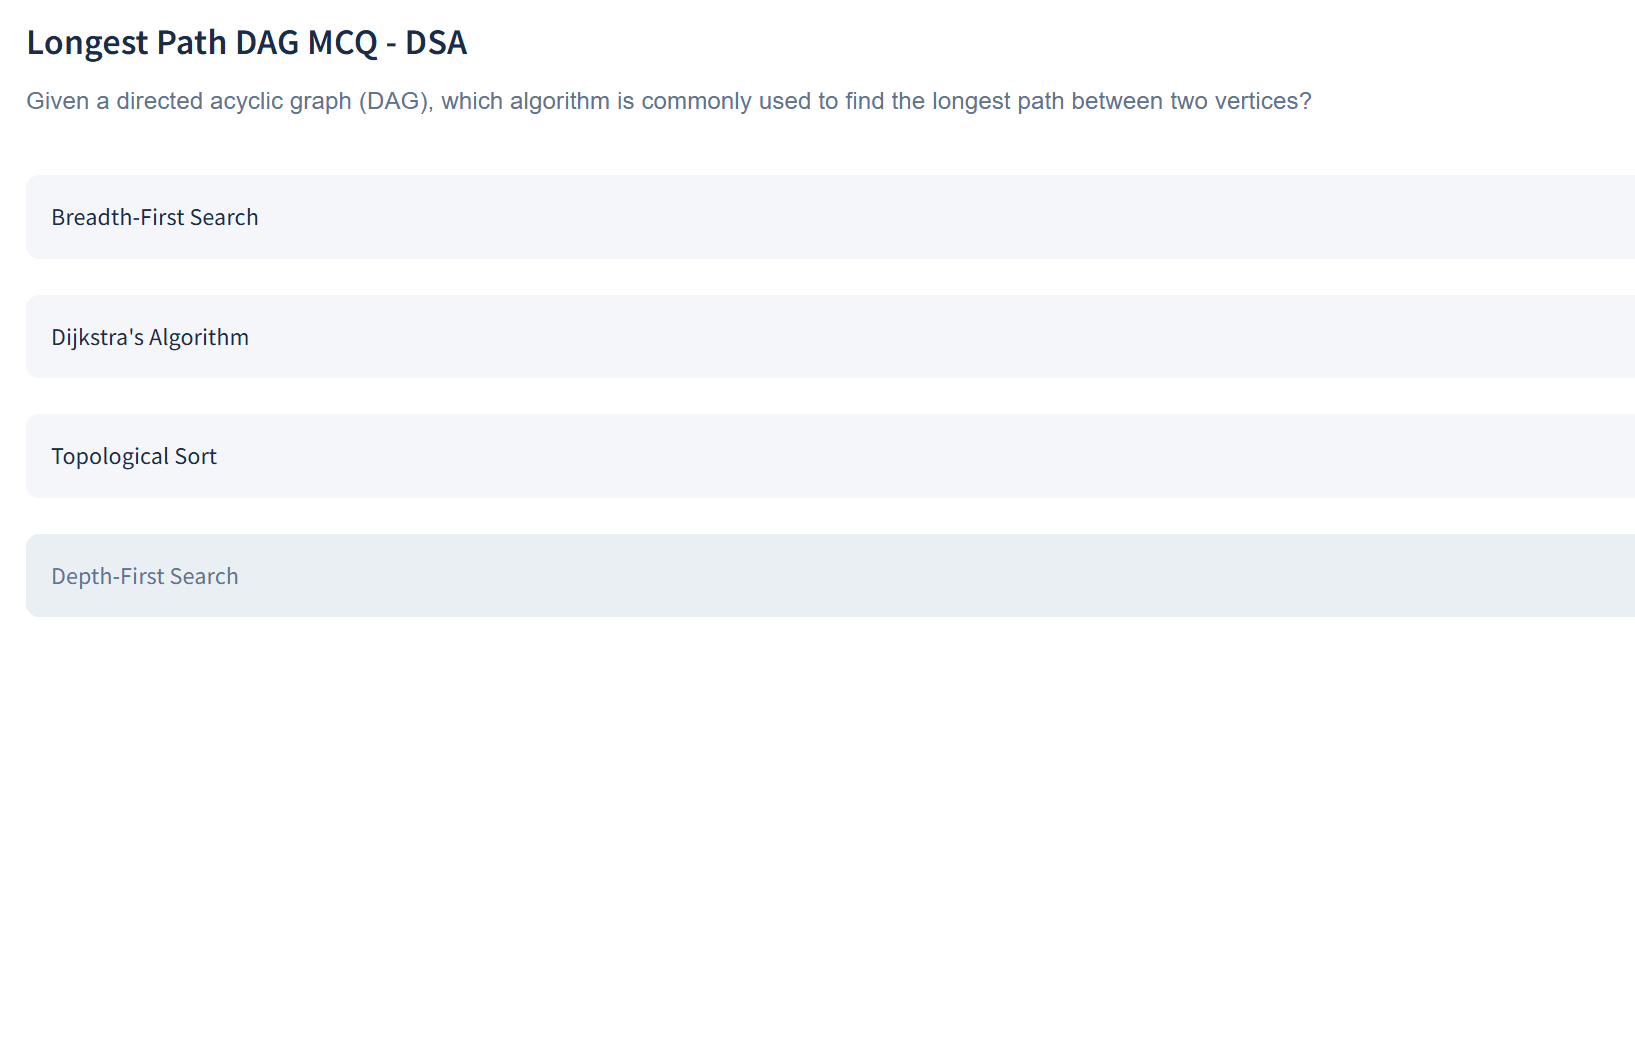 Longest Path DAG MCQ - DSA
Given a directed acyclic graph (DAG), which algorithm is commonly used to find the longest path between two vertices?
Breadth-First Search
Dijkstra's Algorithm
Topological Sort
Depth-First Search